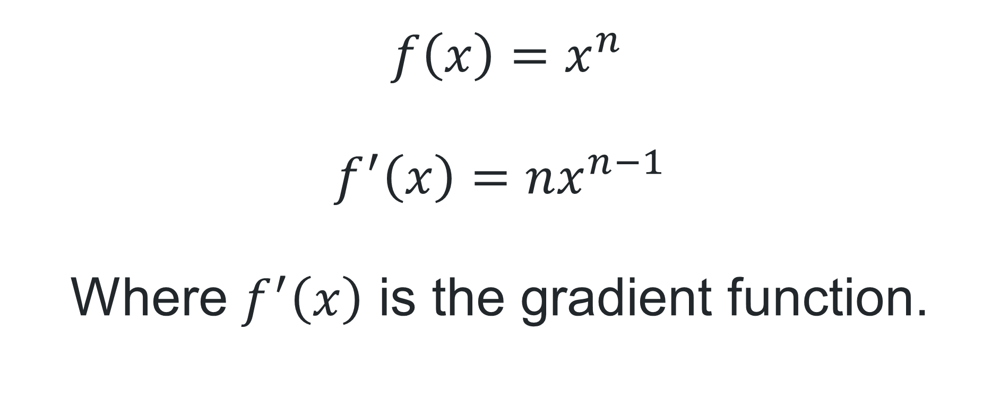 f(x) = xⁿ
f′(x) = nxⁿ⁻¹
Where f′(x) is the gradient function.